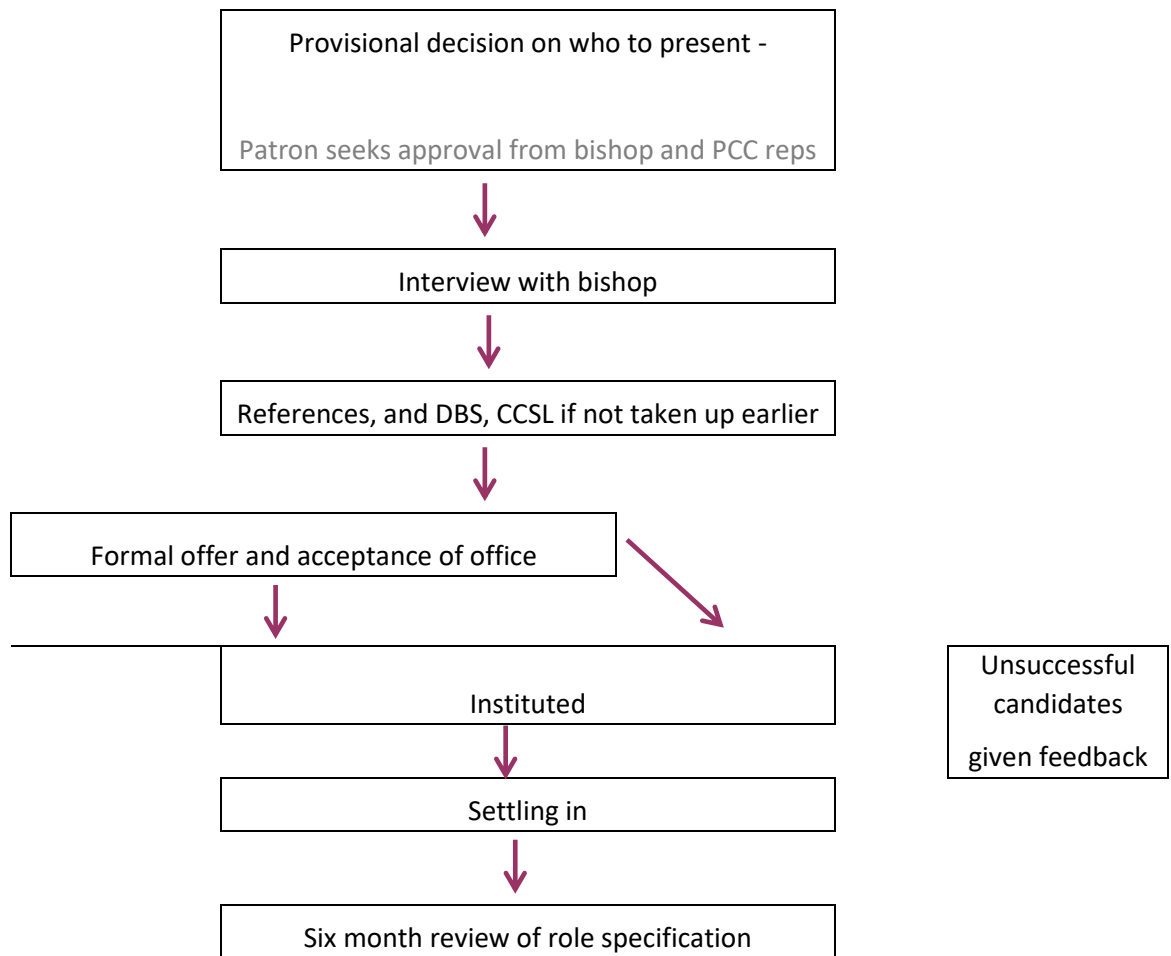 Provisional decision on who to present -
Patron seeks approval from bishop and PCC reps
Interview with bishop
References, and DBS, CCSL if not taken up earlier
Formal offer and acceptance of office
Instituted
Unsuccessful
candidates
given feedback
Settling in
Six month review of role specification